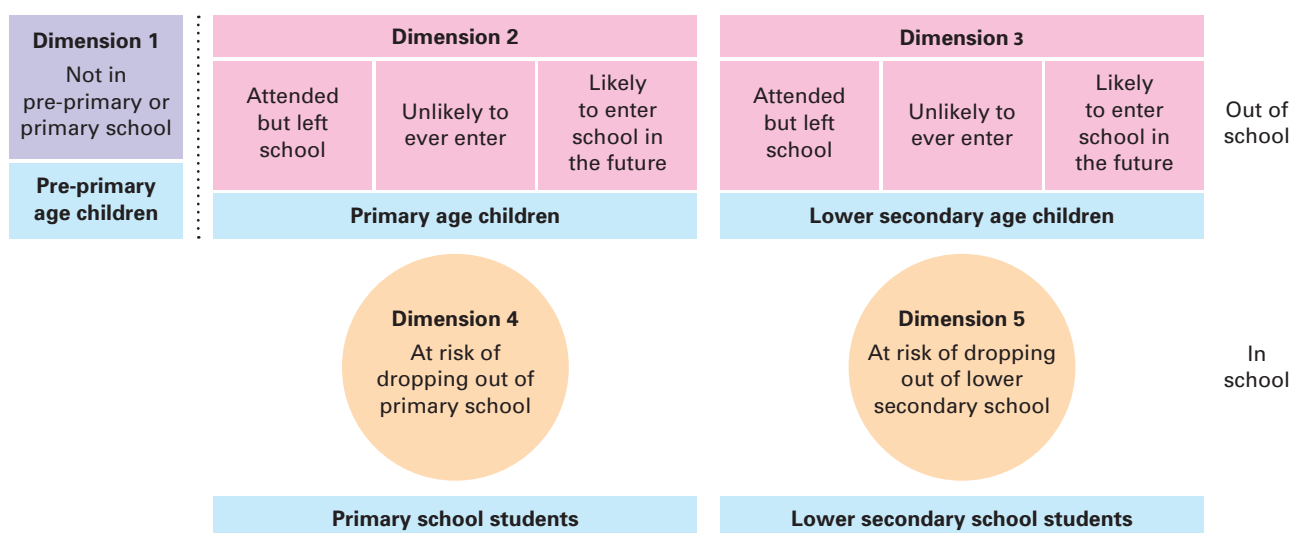 Dimension 1
Not in
pre-primary or
primary school
Pre-primary
age children
Dimension 2
Attended
but left
school
Unlikely to
ever enter
Likely
to enter
school in
the future
Primary age children
Dimension 3
Attended
but left
school
Unlikely to
ever enter
Likely
to enter
school in
the future
Lower secondary age children
Out of
school
Dimension 4
At risk of
dropping out of
primary school
Dimension 5
At risk of dropping
out of lower
secondary school
In
school
Primary school students
Lower secondary school students